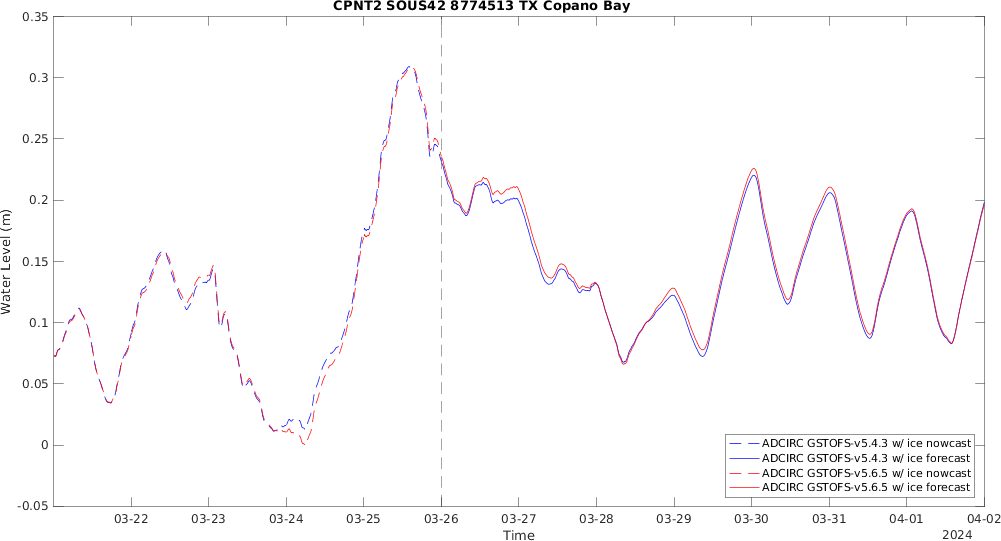 CPNT2 SOUS42 8774513 TX Copano Bay
0.35
0.3
0.25
0.2
0.15
0.1
0.05
0
-0.05
Water Level (m)
03-22 03-23 03-24 03-25 03-26 03-27 03-28 03-29 03-30 03-31 04-01 04-02
Time
2024
ADCIRC GSTOFS-v5.4.3 w/ ice nowcast
ADCIRC GSTOFS-v5.4.3 w/ ice forecast
ADCIRC GSTOFS-v5.6.5 w/ ice nowcast
ADCIRC GSTOFS-v5.6.5 w/ ice forecast